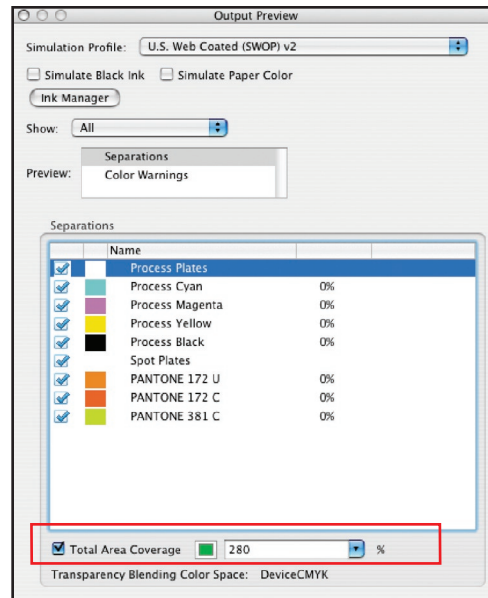 Output Preview
Simulation Profile: U.S. Web Coated (SWOP) v2
Simulate Black Ink Simulate Paper Color
Ink Manager
Show: All
Separations
Preview: Color Warnings
Separations
Name
Process Plates
Process Cyan 0%
Process Magenta 0%
Process Yellow 0%
Process Black 0%
Spot Plates
PANTONE 172 U 0%
PANTONE 172 C 0%
PANTONE 381 C 0%
Total Area Coverage 280 %
Transparency Blending Color Space: DeviceCMYK